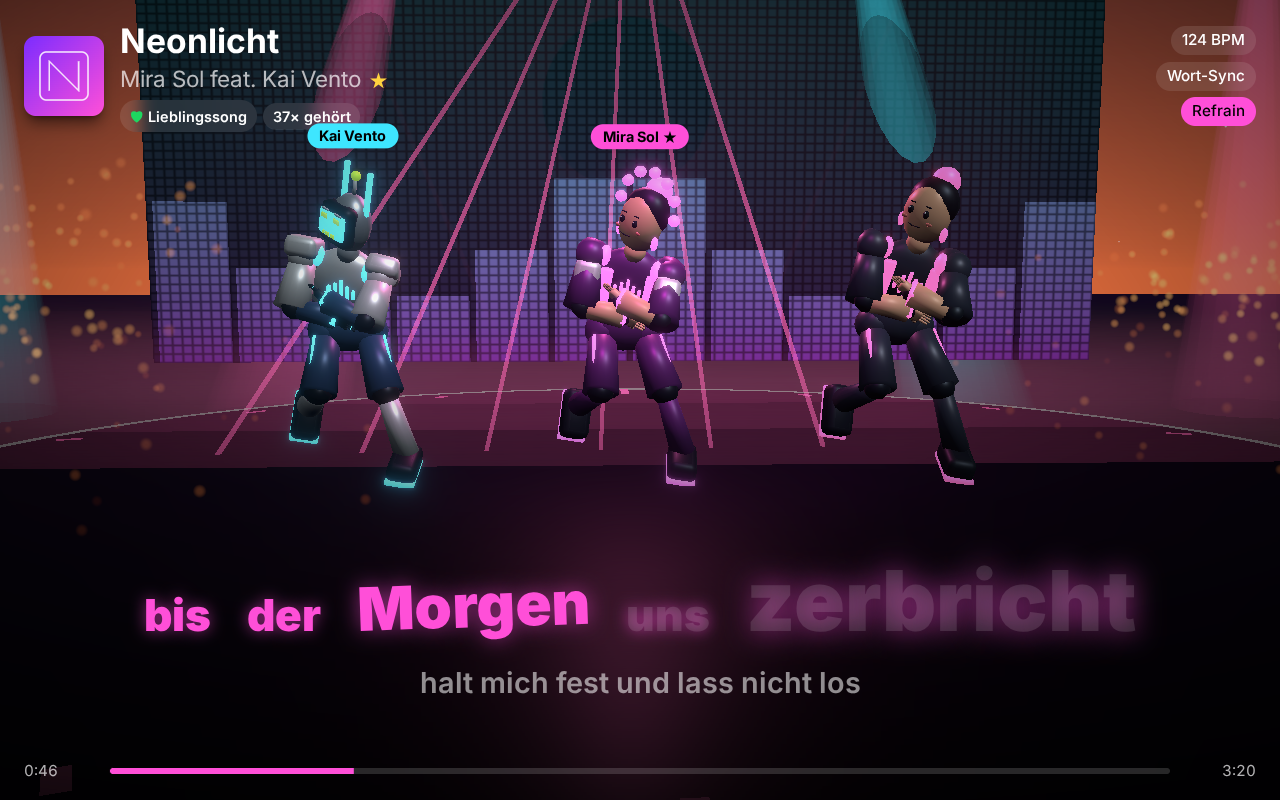 Neonlicht
Mira Sol feat. Kai Vento ★
Lieblingssong 37× gehört
124 BPM
Wort-Sync
Refrain
Kai Vento
Mira Sol ★
bis der Morgen uns zerbricht
halt mich fest und lass nicht los
0:46
3:20